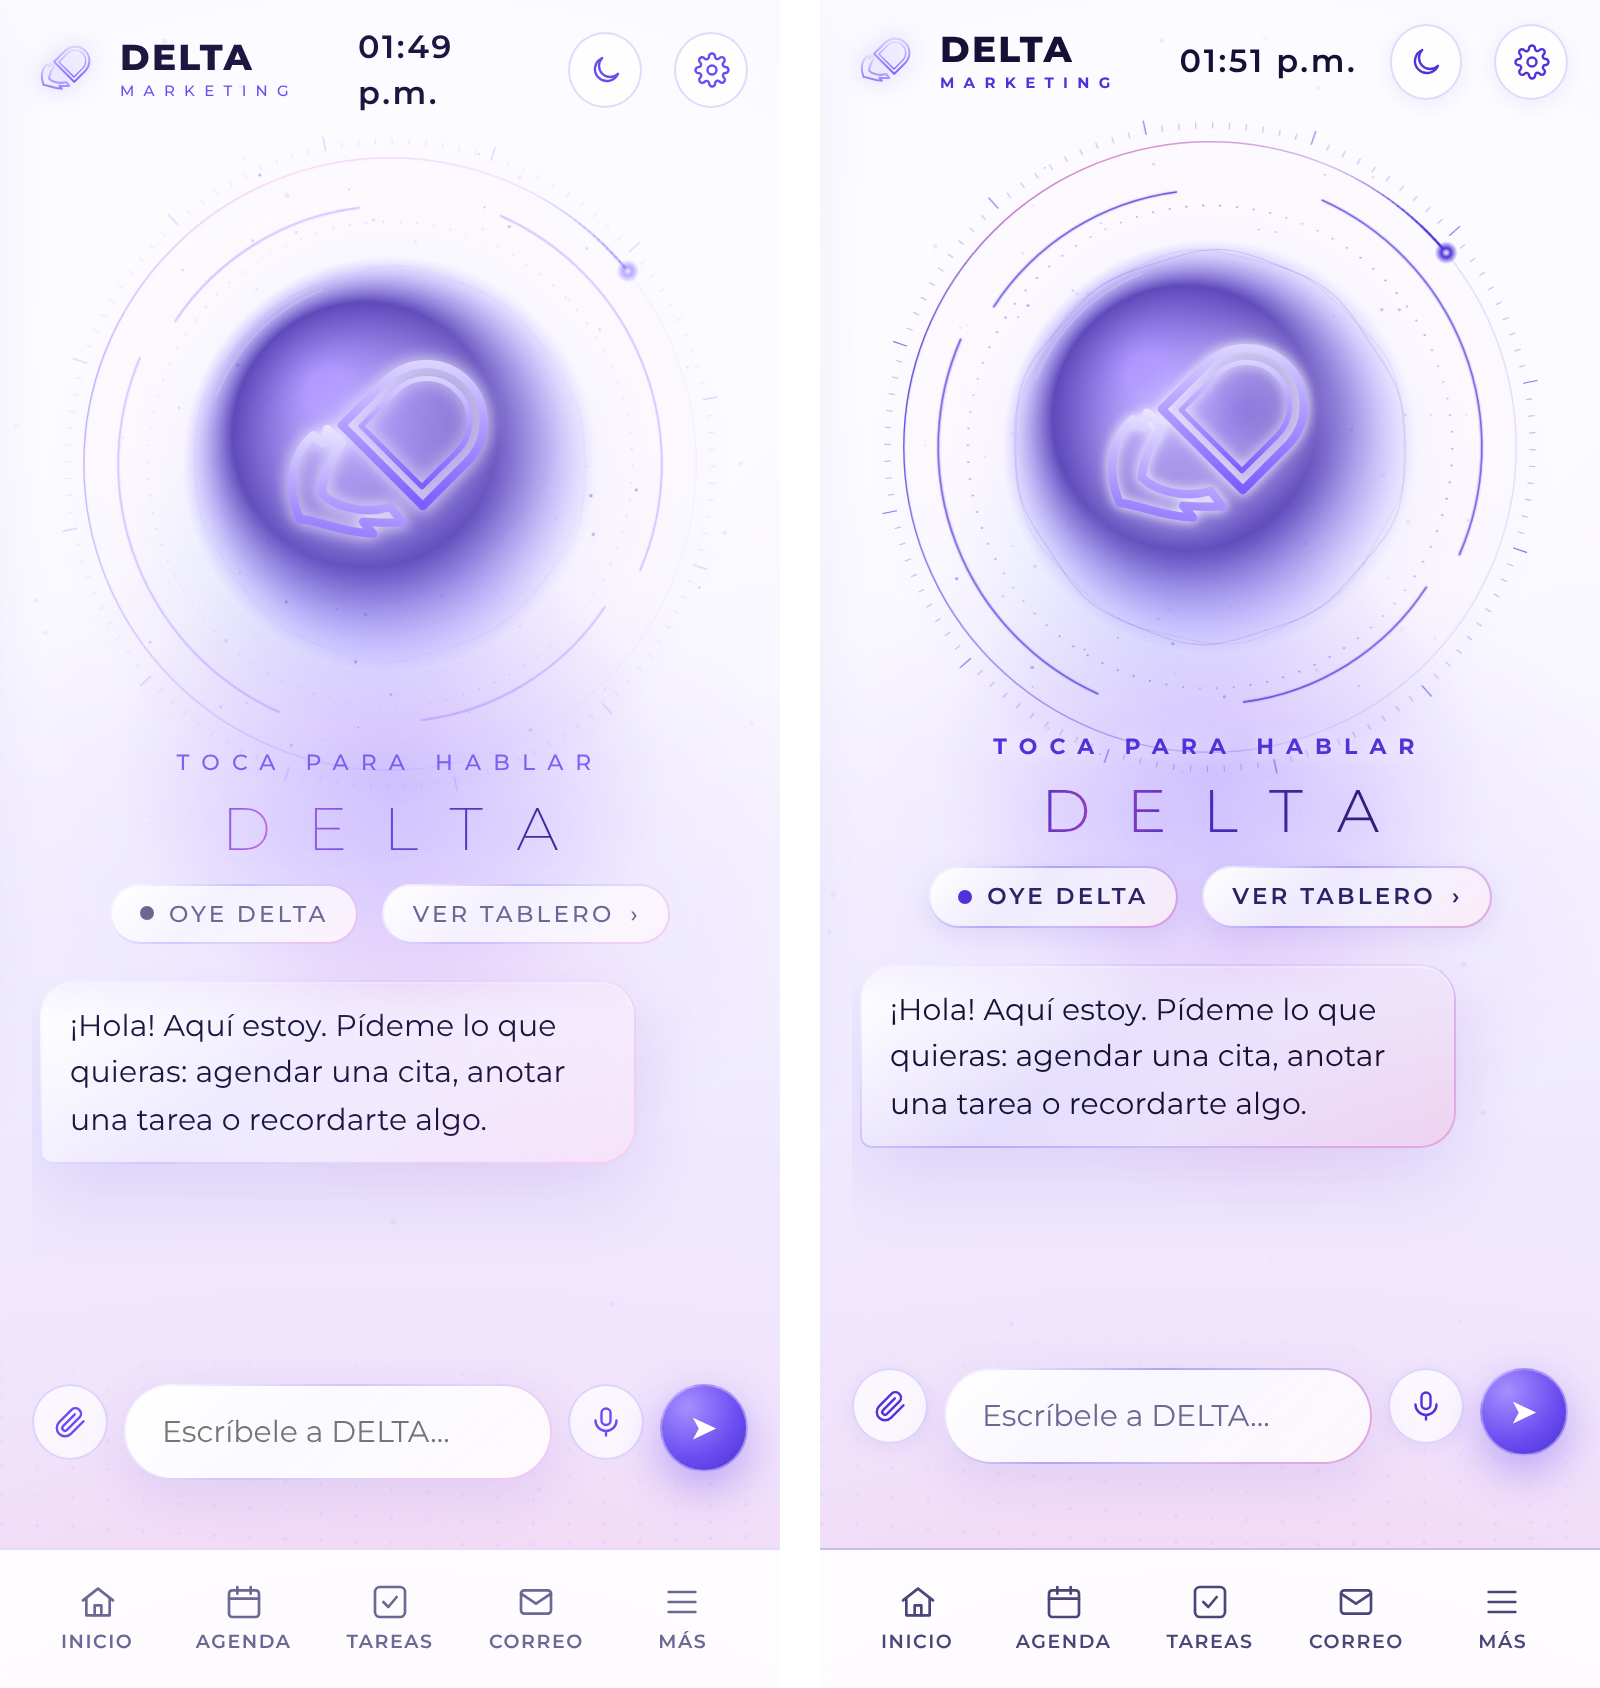 DELTA
MARKETING
01:49
p.m.
TOCA PARA HABLAR
DELTA
OYE DELTA
VER TABLERO ›
¡Hola! Aquí estoy. Pídeme lo que
quieras: agendar una cita, anotar
una tarea o recordarte algo.
Escríbele a DELTA...
INICIO
AGENDA
TAREAS
CORREO
MÁS
DELTA
MARKETING
01:51 p.m.
TOCA PARA HABLAR
DELTA
OYE DELTA
VER TABLERO ›
¡Hola! Aquí estoy. Pídeme lo que
quieras: agendar una cita, anotar
una tarea o recordarte algo.
Escríbele a DELTA...
INICIO
AGENDA
TAREAS
CORREO
MÁS